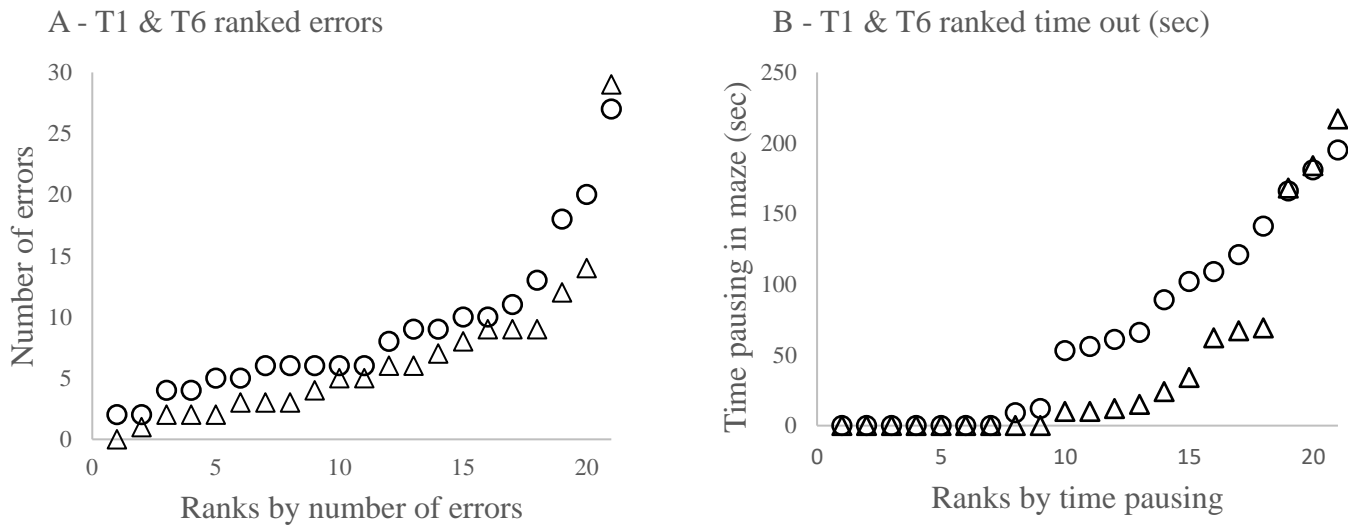 A - T1 & T6 ranked errors
Number of errors
30
25
20
15
10
5
0
0 5 10 15 20
Ranks by number of errors
B - T1 & T6 ranked time out (sec)
Time pausing in maze (sec)
250
200
150
100
50
0
0 5 10 15 20
Ranks by time pausing